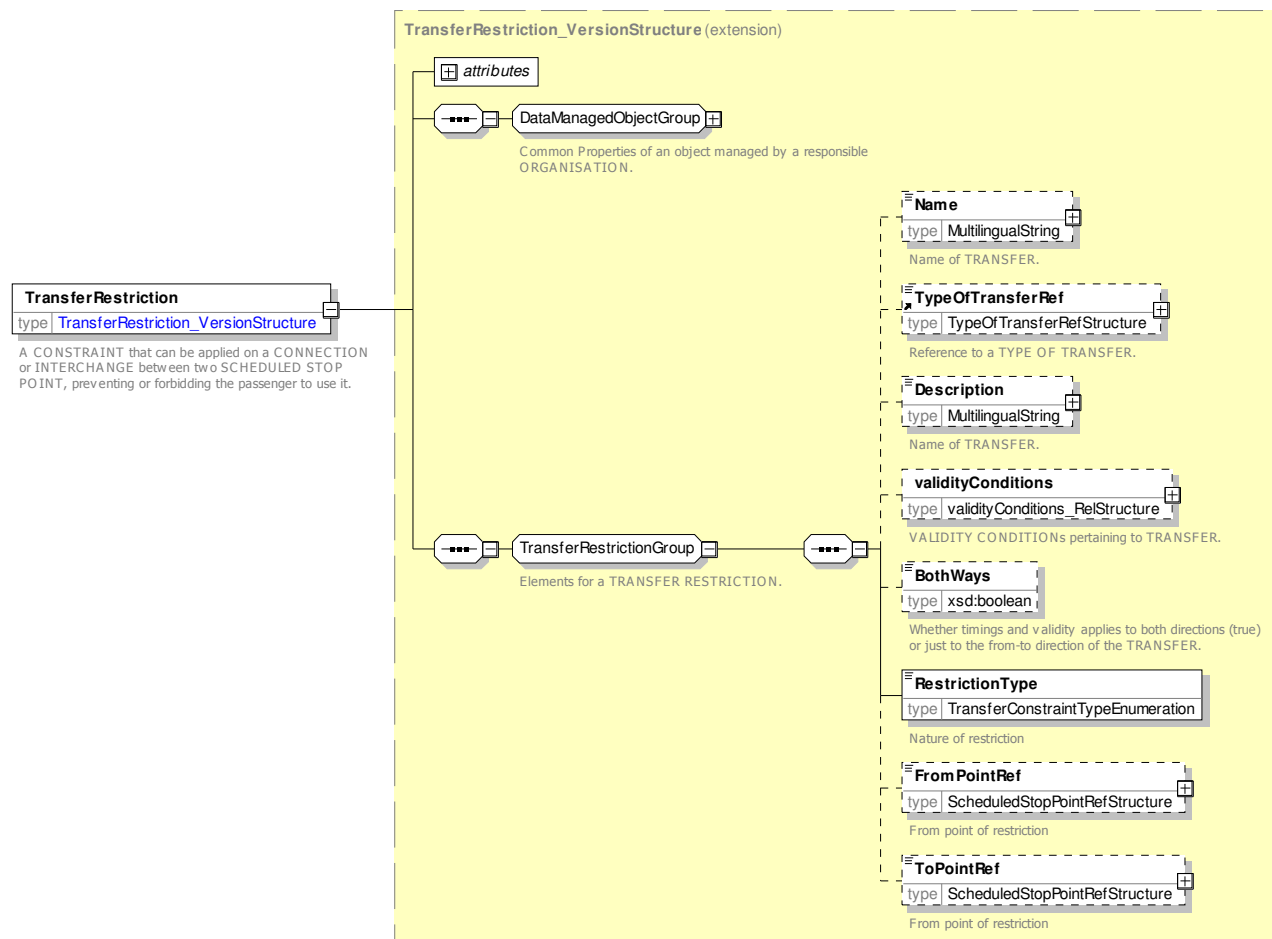 TransferRestriction_VersionStructure (extension)
attributes
DataManagedObjectGroup
Common Properties of an object managed by a responsible
ORGANISATION.
TransferRestriction
type TransferRestriction_VersionStructure
A CONSTRAINT that can be applied on a CONNECTION
or INTERCHANGE between two SCHEDULED STOP
POINT, preventing or forbidding the passenger to use it.
TransferRestrictionGroup
Elements for a TRANSFER RESTRICTION.
Name
type MultilingualString
Name of TRANSFER.
TypeOfTransferRef
type TypeOfTransferRefStructure
Reference to a TYPE OF TRANSFER.
Description
type MultilingualString
Name of TRANSFER.
validityConditions
type validityConditions_RelStructure
VALIDITY CONDITIONs pertaining to TRANSFER.
BothWays
type xsd:boolean
Whether timings and validity applies to both directions (true)
or just to the from-to direction of the TRANSFER.
RestrictionType
type TransferConstraintTypeEnumeration
Nature of restriction
FromPointRef
type ScheduledStopPointRefStructure
From point of restriction
ToPointRef
type ScheduledStopPointRefStructure
From point of restriction